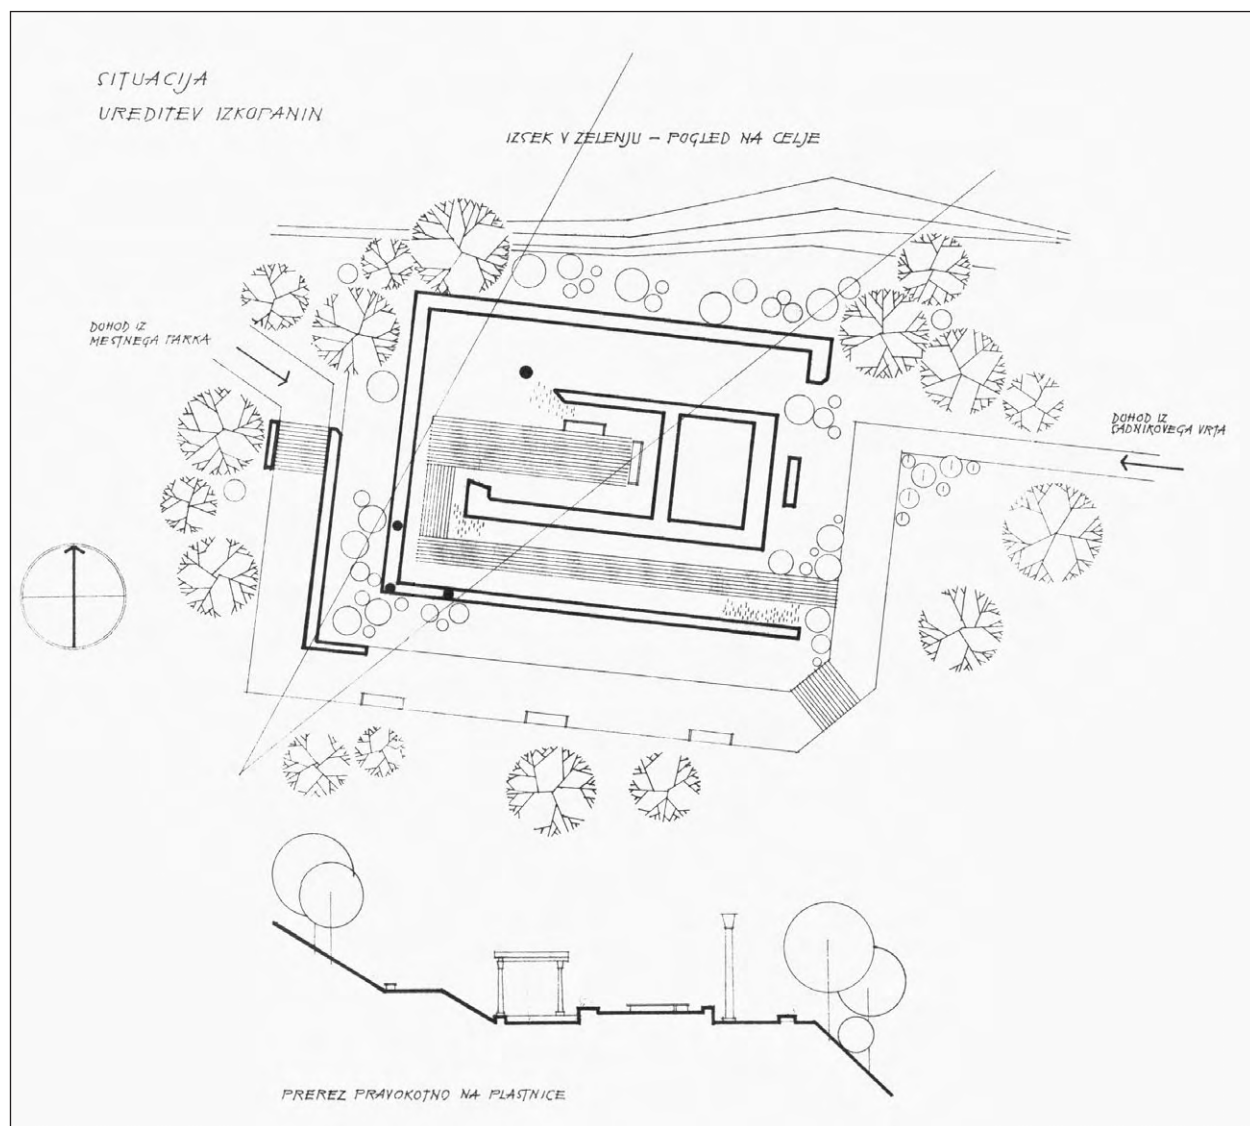 SITUACIJA
UREDITEV IZKOPANIN
IZSEK V ZELENJU – POGLED NA CELJE
DOHOD IZ
MESTNEGA PARKA
DOHOD IZ
SADNIKOVEGA VRTA
PREREZ PRAVOKOTNO NA PLASTNICE